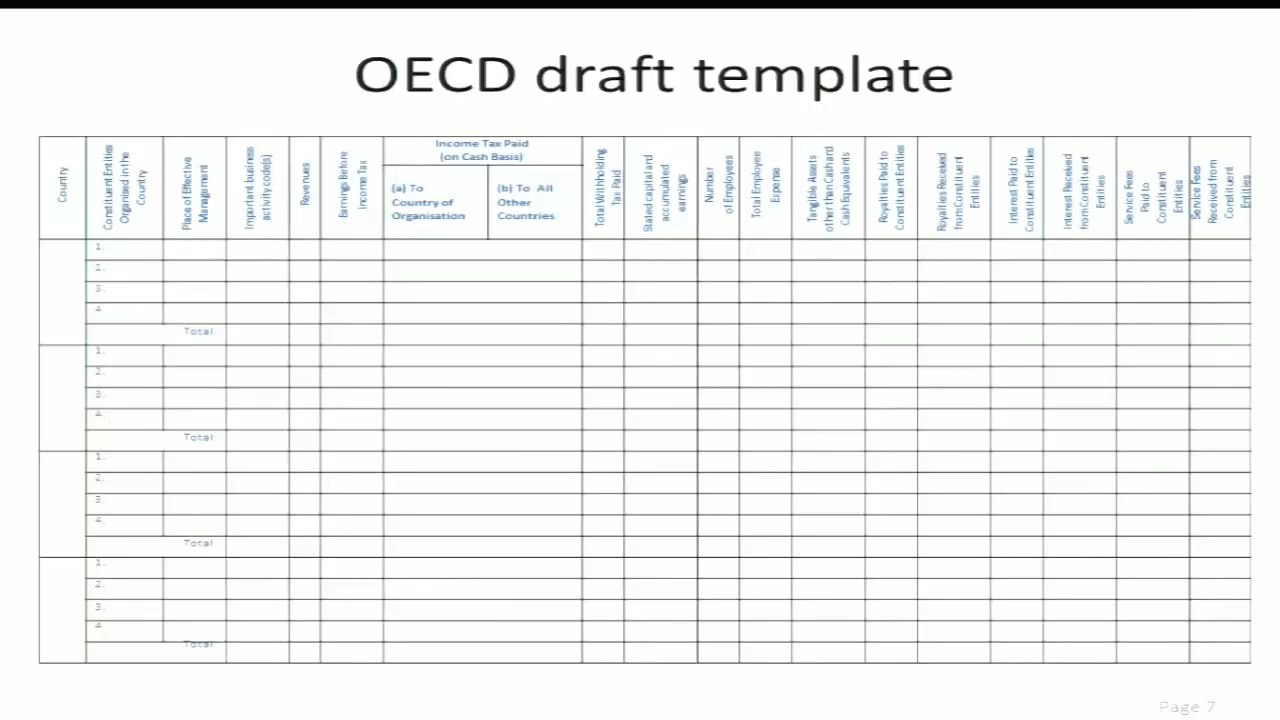 OECD draft template
Country
Constituent Entities
Organised in the
Country
Place of Effective
Management
Important business
activity code(s)
Revenues
Earnings Before
Income Tax
Income Tax Paid
(on Cash Basis)
(a) To
Country of
Organisation
(b) To All
Other
Countries
Total Withholding
Tax Paid
Stated capital and
accumulated
earnings
Number
of Employees
Total Employee
Expense
Tangible Assets
other than Cash and
Cash Equivalents
Royalties Paid to
Constituent Entities
Royalties Received
from Constituent
Entities
Interest Paid to
Constituent Entities
Interest Received
from Constituent
Entities
Service Fees
Paid to
Constituent
Entities
Service Fees
Received from
Constituent
Entities
1.
2.
3.
4.
Total
1.
2.
3.
4.
Total
1.
2.
3.
4.
Total
1.
2.
3.
4.
Total
Page 7